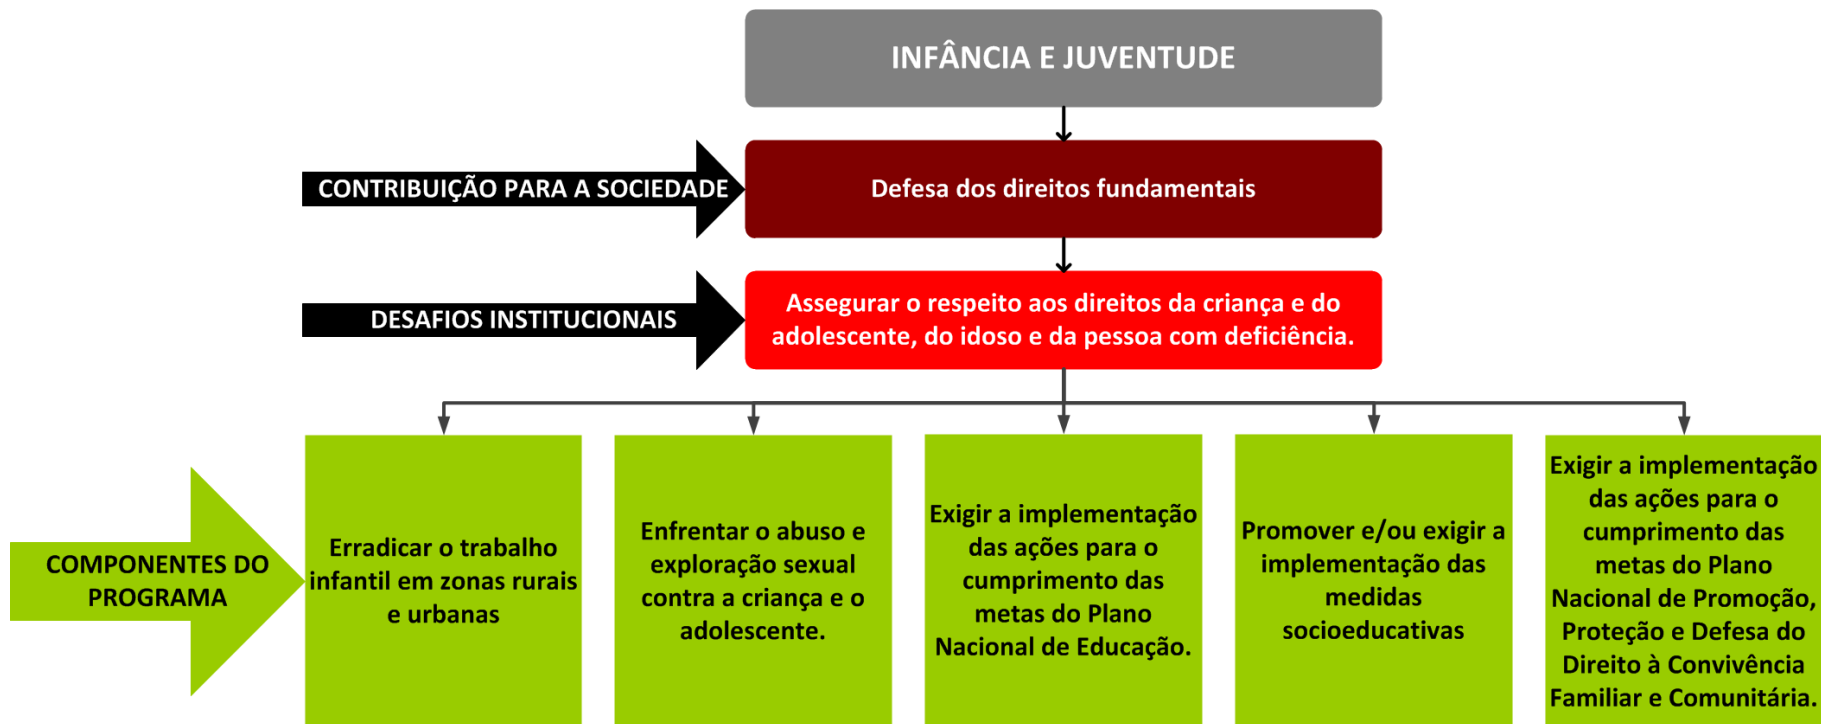 INFÂNCIA E JUVENTUDE
CONTRIBUIÇÃO PARA A SOCIEDADE
Defesa dos direitos fundamentais
DESAFIOS INSTITUCIONAIS
Assegurar o respeito aos direitos da criança e do
adolescente, do idoso e da pessoa com deficiência.
COMPONENTES DO
PROGRAMA
Erradicar o trabalho
infantil em zonas rurais
e urbanas
Enfrentar o abuso e
exploração sexual
contra a criança e o
adolescente.
Exigir a implementação
das ações para o
cumprimento das
metas do Plano
Nacional de Educação.
Promover e/ou exigir a
implementação das
medidas
socioeducativas
Exigir a implementação
das ações para o
cumprimento das
metas do Plano
Nacional de Promoção,
Proteção e Defesa do
Direito à Convivência
Familiar e Comunitária.